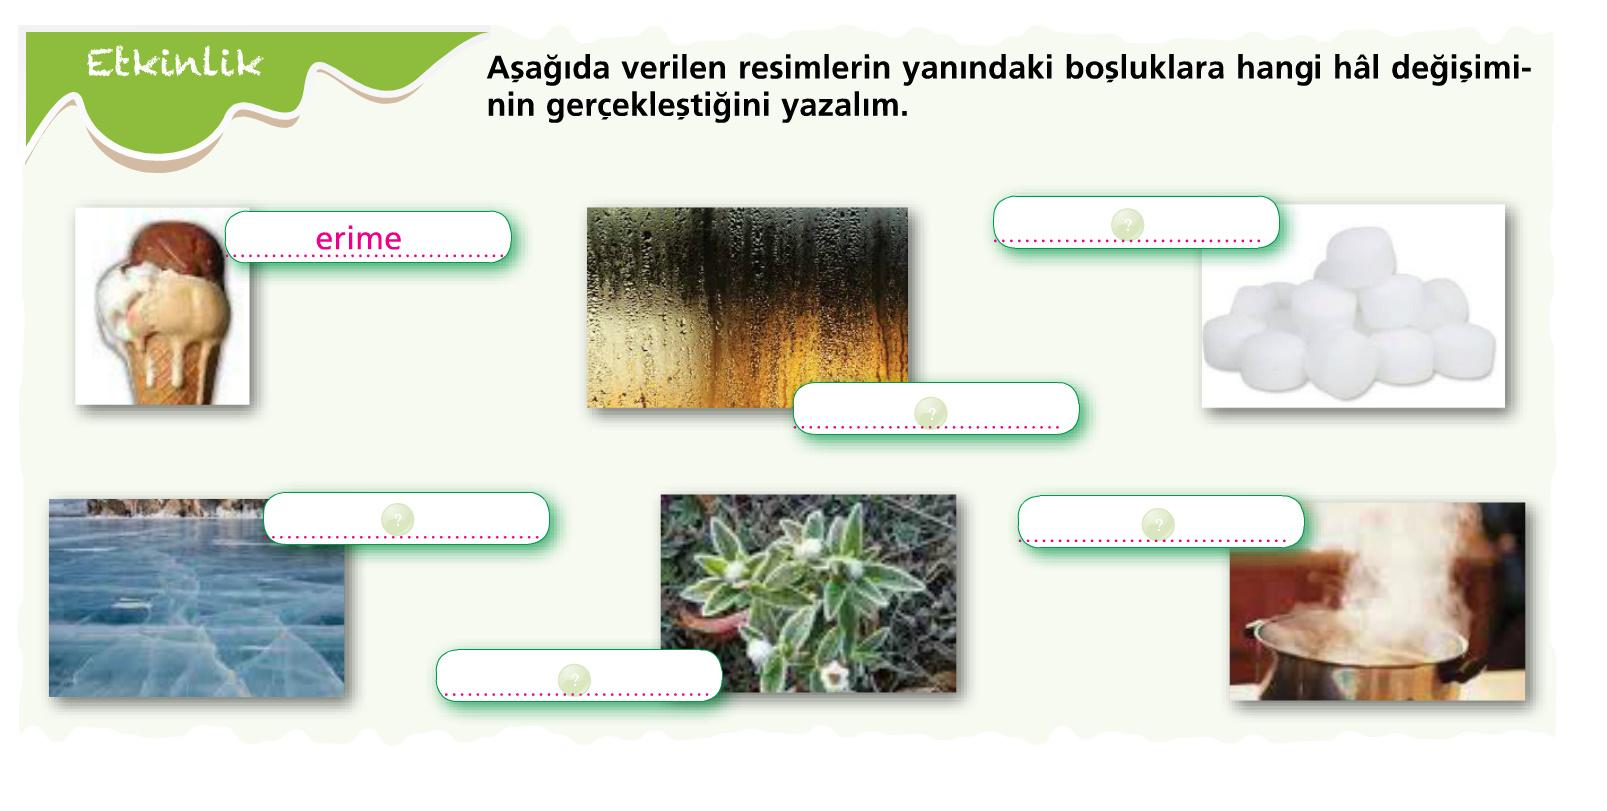 Etkinlik
Aşağıda verilen resimlerin yanındaki boşluklara hangi hâl değişimi-
nin gerçekleştiğini yazalım.
erime
?
?
?
?
?